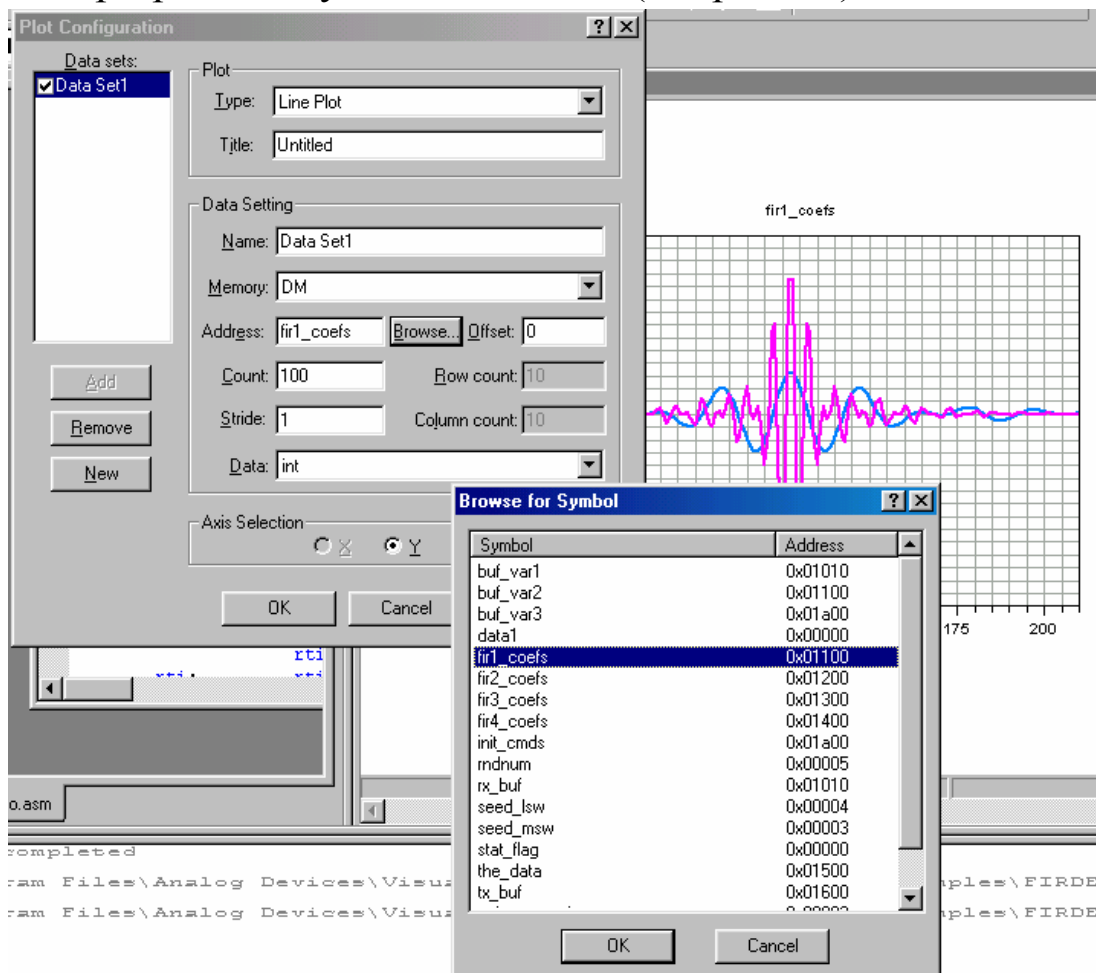 Plot Configuration
Data sets:
Data Set1
Add
Remove
New
Plot
Type: Line Plot
Title: Untitled
Data Setting
Name: Data Set1
Memory: DM
Address: fir1_coefs Browse... Offset: 0
Count: 100 Row count: 10
Stride: 1 Column count: 10
Data: int
Axis Selection
X Y
OK Cancel
fir1_coefs
175 200
Browse for Symbol
Symbol Address
buf_var1 0x01010
buf_var2 0x01100
buf_var3 0x01a00
data1 0x00000
fir1_coefs 0x01100
fir2_coefs 0x01200
fir3_coefs 0x01300
fir4_coefs 0x01400
init_cmds 0x01a00
rndnum 0x00005
rx_buf 0x01010
seed_lsw 0x00004
seed_msw 0x00003
stat_flag 0x00000
the_data 0x01500
tx_buf 0x01600
OK Cancel
rti
o.asm
completed
ram Files\Analog Devices\Visua mples\FIRDE
ram Files\Analog Devices\Visua mples\FIRDE